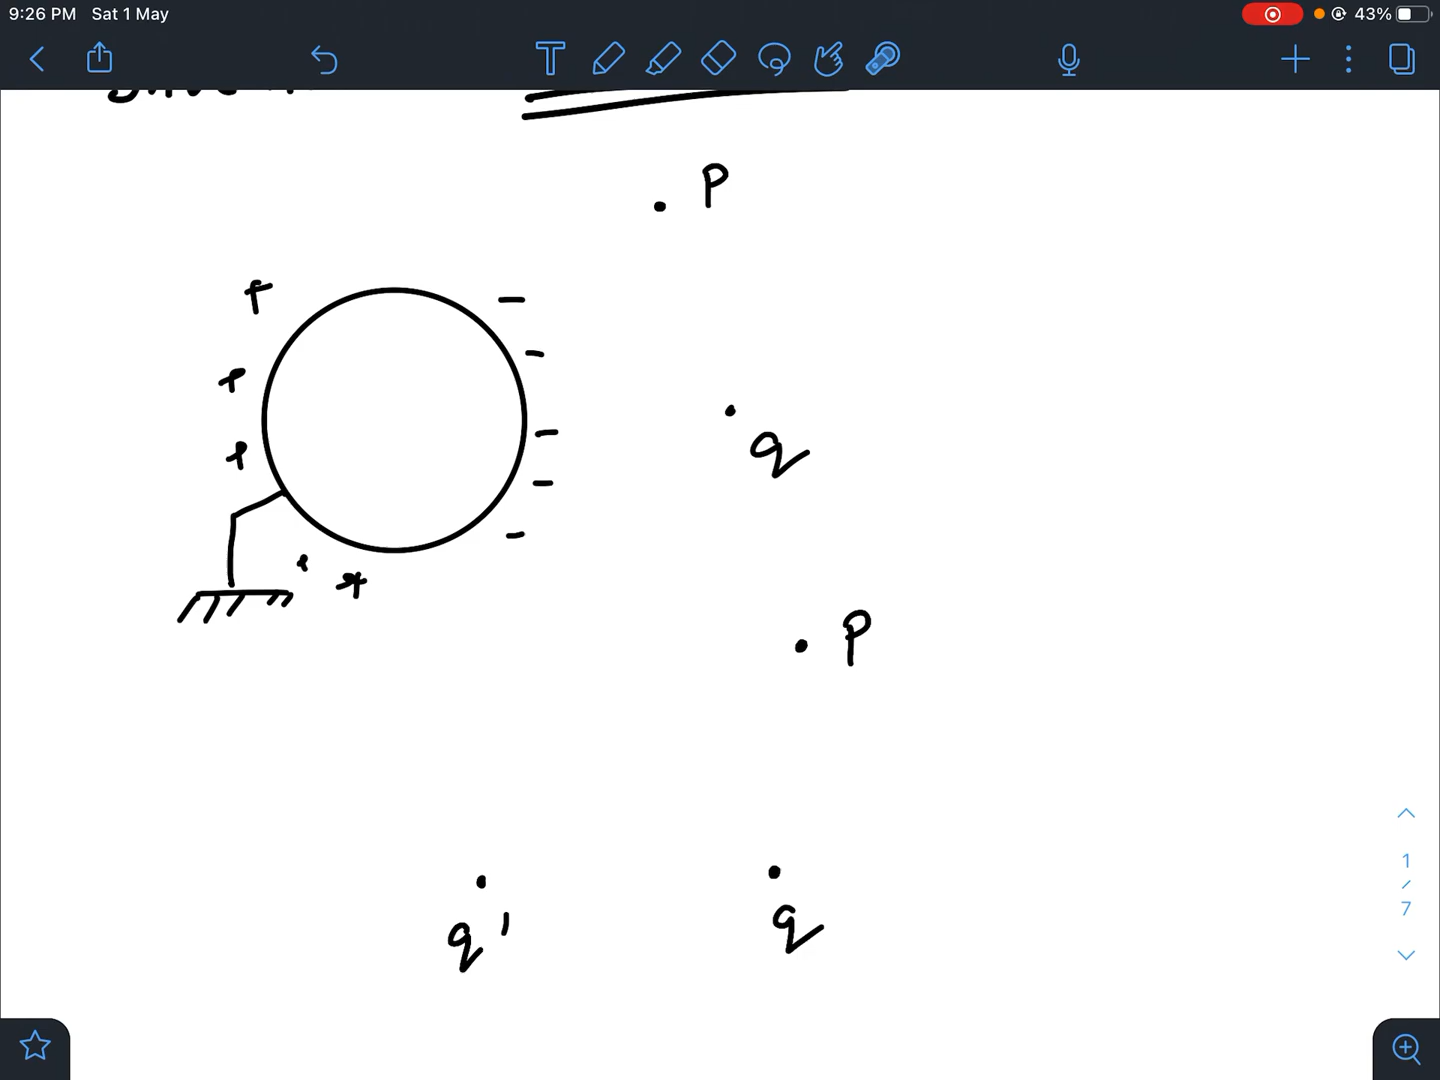 9:26 PM Sat 1 May
43%
T
P
+ -
+ -
+ -
-
-
+ +
q
P
1
/
7
q' q